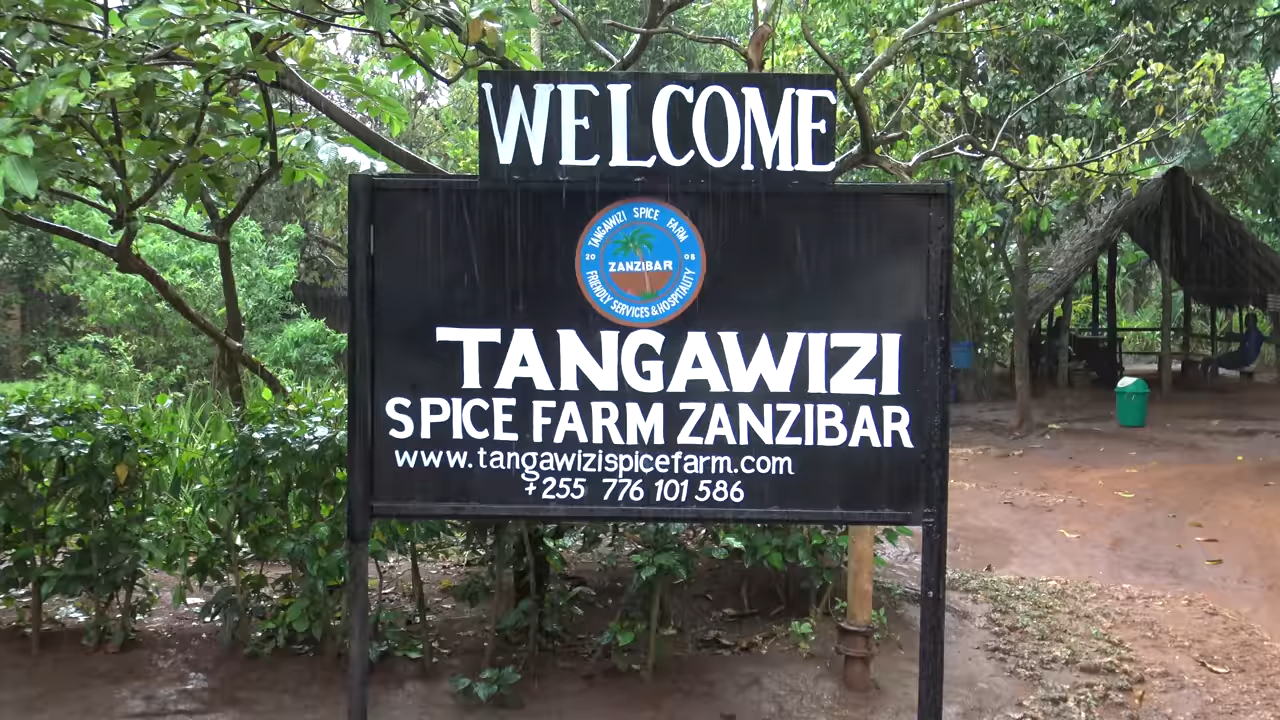 WELCOME
TANGAWIZI SPICE FARM
20 08
ZANZIBAR
FRIENDLY SERVICES & HOSPITALITY
TANGAWIZI
SPICE FARM ZANZIBAR
www.tangawizispicefarm.com
+255 776 101 586